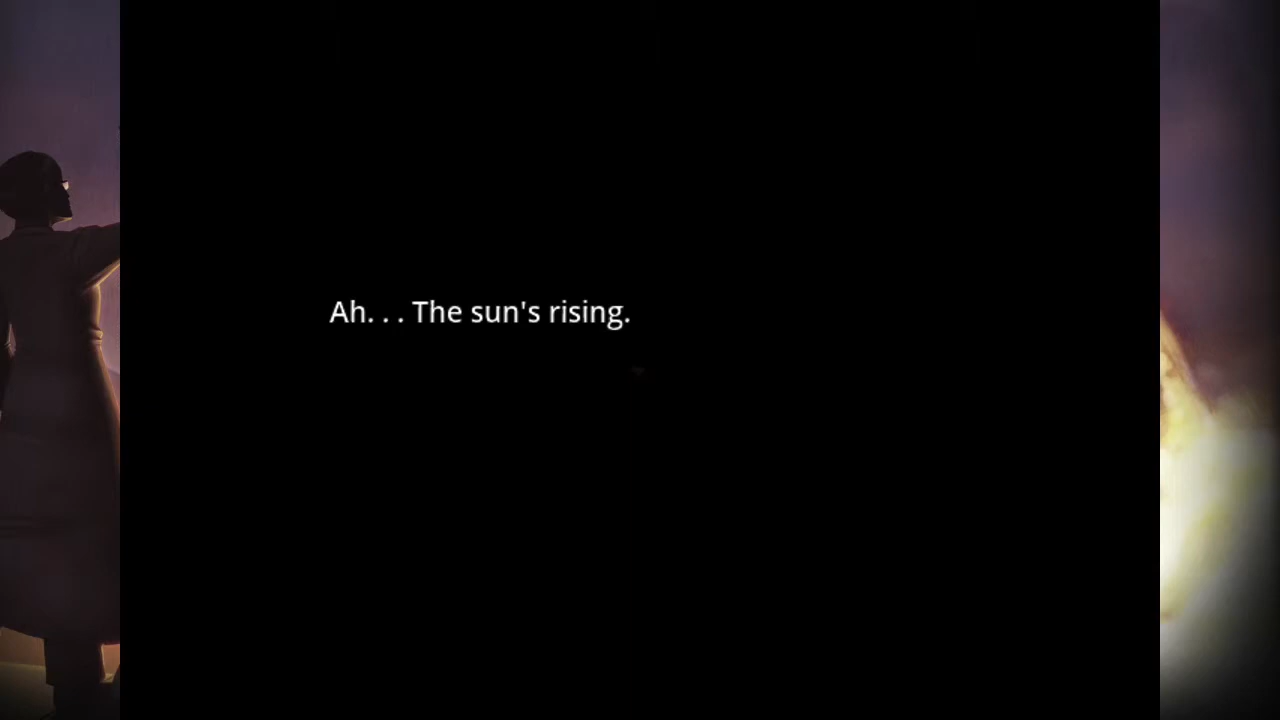 Ah. . . The sun's rising.